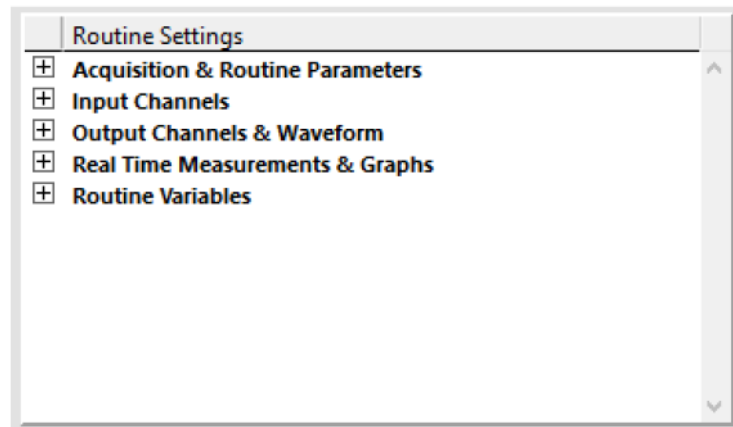 Routine Settings
Acquisition & Routine Parameters
Input Channels
Output Channels & Waveform
Real Time Measurements & Graphs
Routine Variables